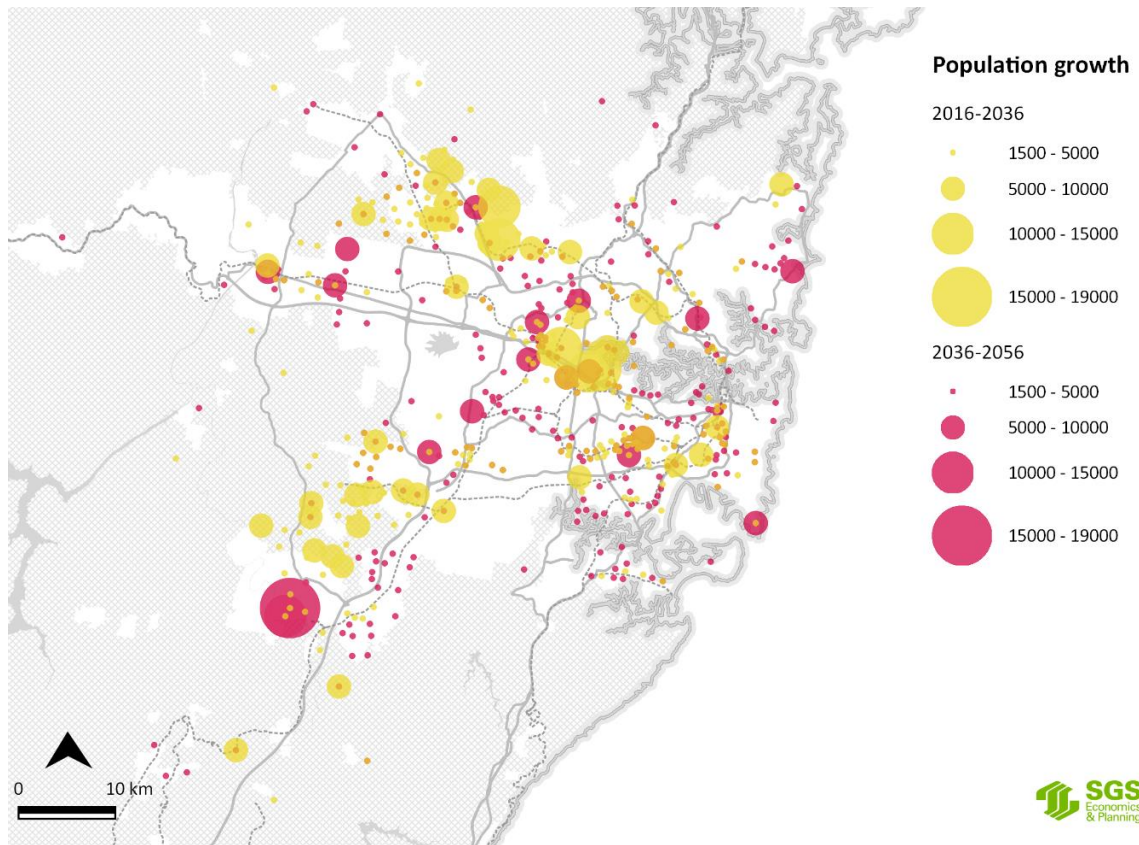 Population growth
2016-2036
1500 - 5000
5000 - 10000
10000 - 15000
15000 - 19000
2036-2056
1500 - 5000
5000 - 10000
10000 - 15000
15000 - 19000
0 10 km
SGS
Economics
& Planning